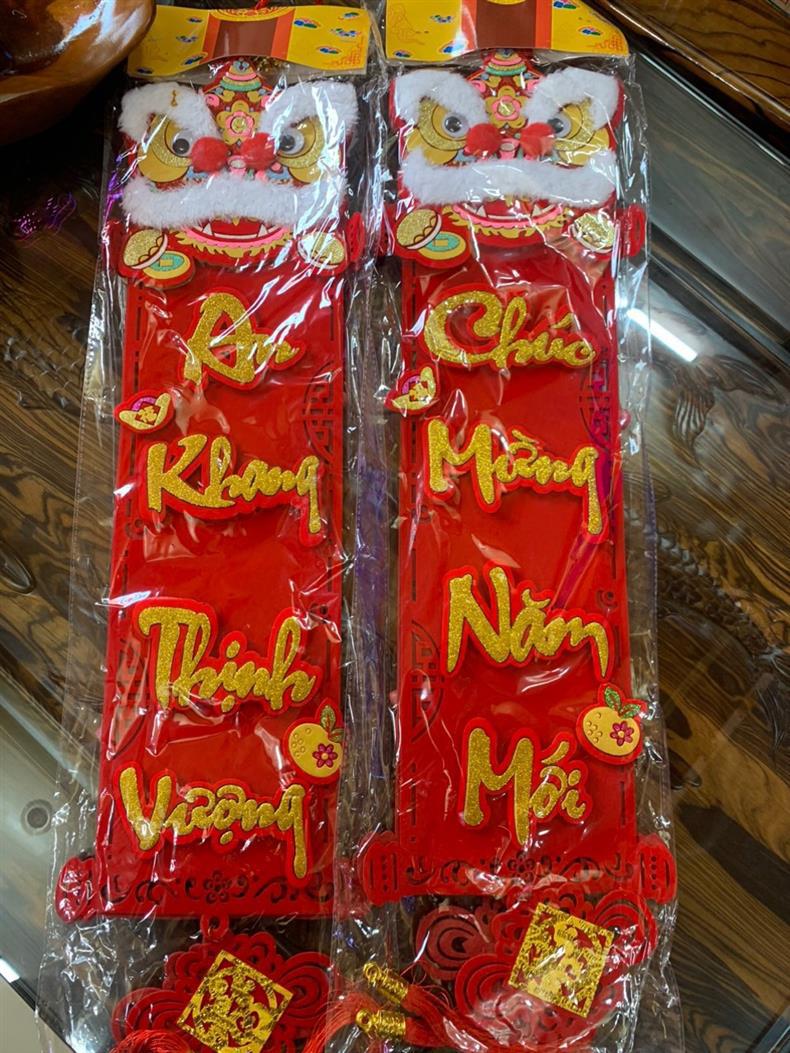 An
Khang
Thịnh
Vượng
Chúc
Mừng
Năm
Mới